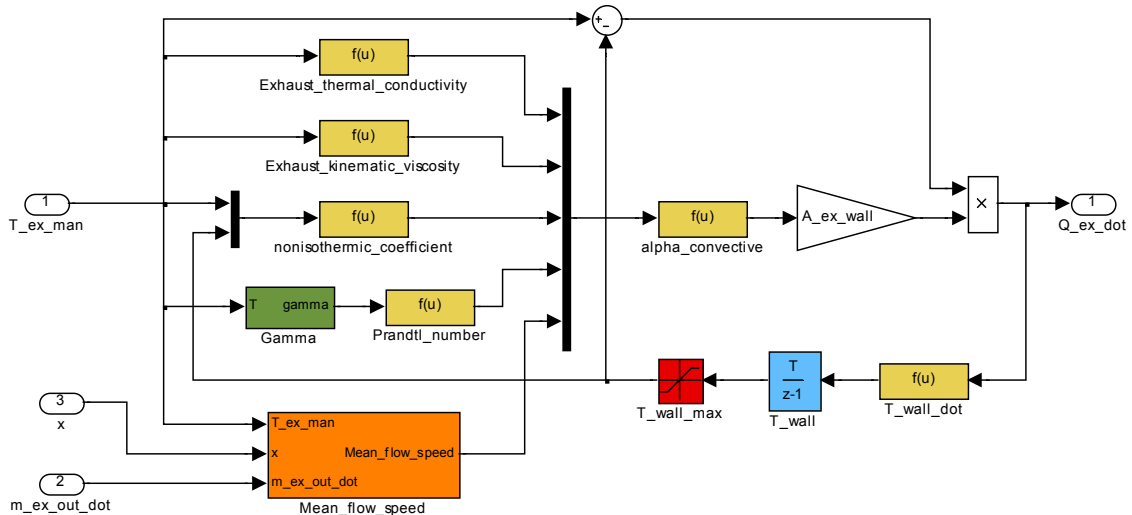 +
-
f(u)
Exhaust_thermal_conductivity
f(u)
Exhaust_kinematic_viscosity
1
T_ex_man
f(u)
nonisothermic_coefficient
f(u)
alpha_convective
A_ex_wall
×
1
Q_ex_dot
T gamma
Gamma
f(u)
Prandtl_number
T_wall_max
T
z-1
T_wall
f(u)
T_wall_dot
3
x
2
m_ex_out_dot
T_ex_man
x
Mean_flow_speed
m_ex_out_dot
Mean_flow_speed